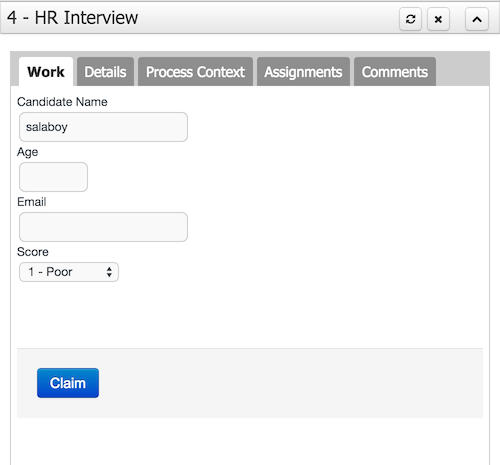 4 - HR Interview
Work Details Process Context Assignments Comments
Candidate Name
salaboy
Age
Email
Score
1 - Poor
Claim